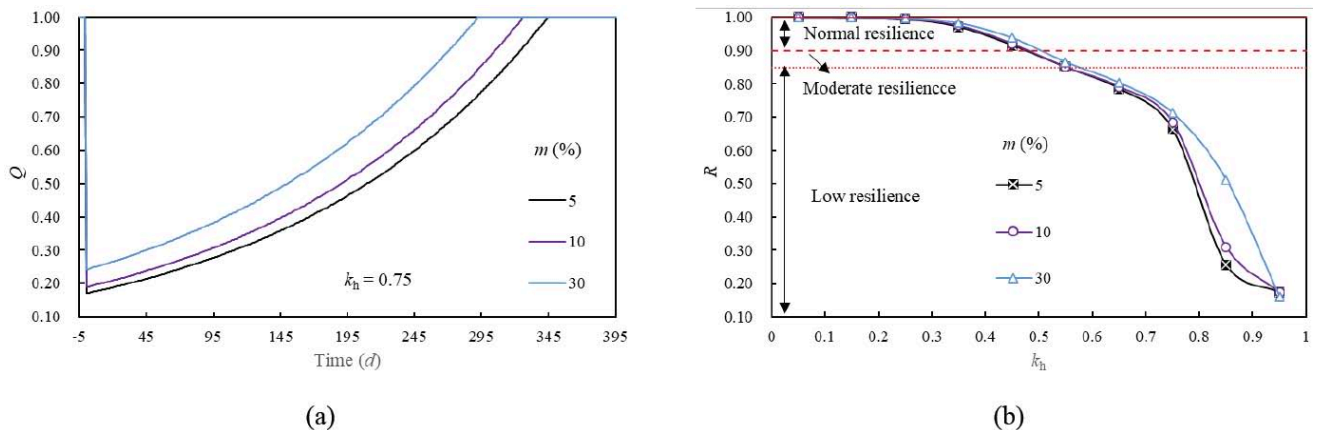 1.00
0.90
0.80
0.70
0.60
0.50
0.40
0.30
0.20
0.10
Q
m (%)
5
10
30
kh = 0.75
-5 45 95 145 195 245 295 345 395
Time (d)
(a)
1.00
0.90
0.80
0.70
0.60
0.50
0.40
0.30
0.20
0.10
R
Normal resilience
Moderate resiliencce
Low resilience
m (%)
5
10
30
0 0.1 0.2 0.3 0.4 0.5 0.6 0.7 0.8 0.9 1
kh
(b)